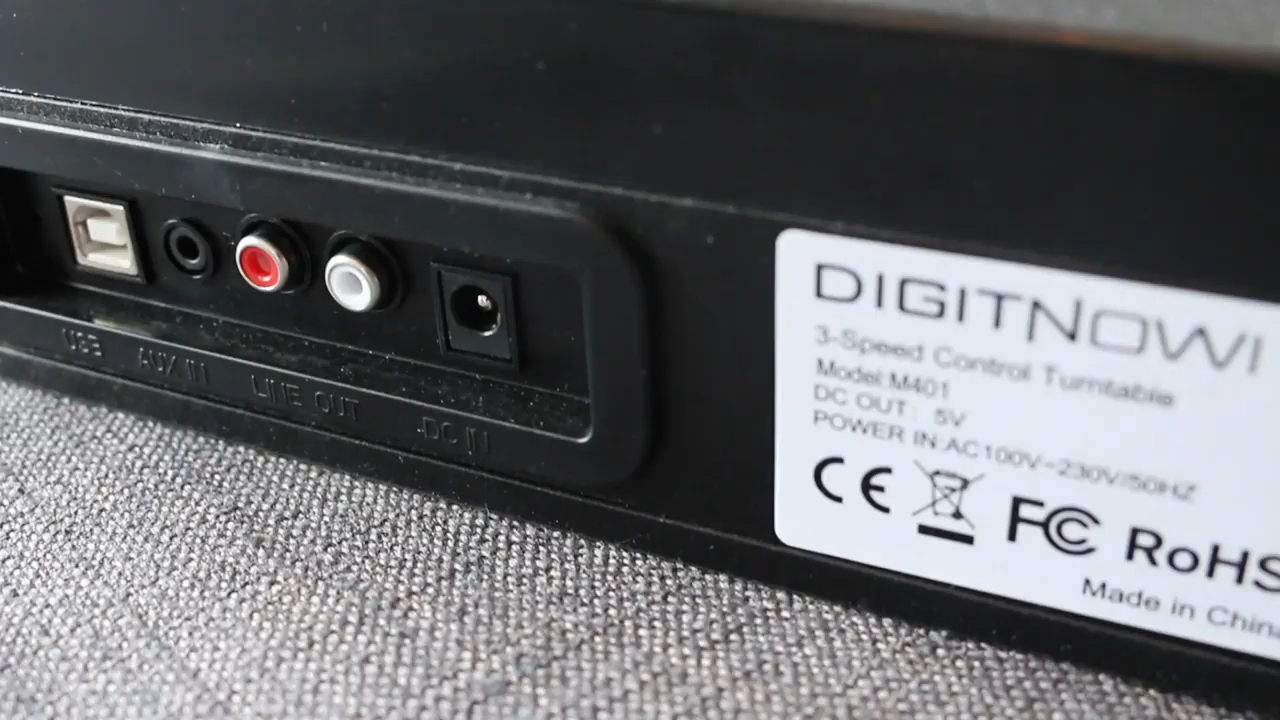 USB
AUX IN
LINE OUT
DC IN
DIGITNOW!
3-Speed Control Turntable
Model:M401
DC OUT: 5V
POWER IN:AC100V~230V/50HZ
CE FC RoHS
Made in China